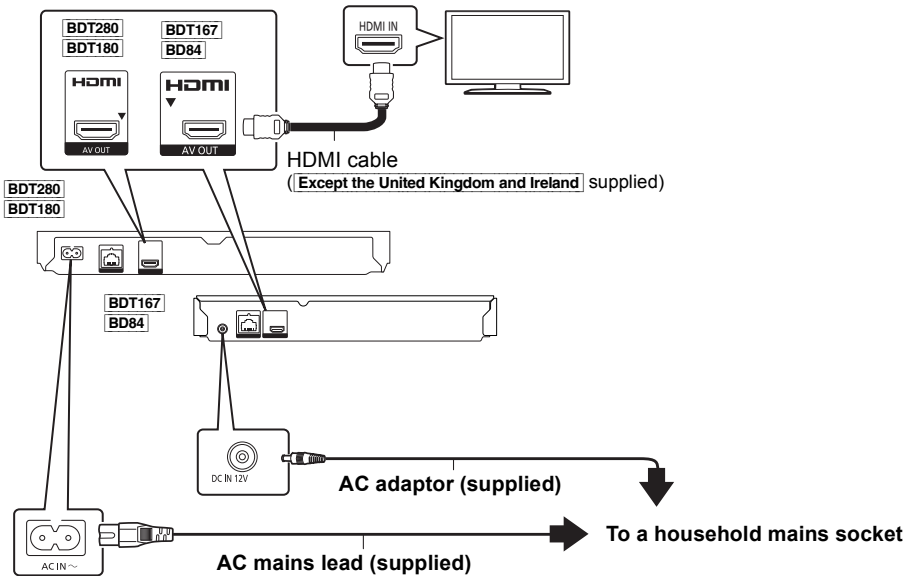 BDT280
BDT180
BDT167
BD84
HDMI
AV OUT
HDMI
AV OUT
HDMI IN
HDMI cable
(Except the United Kingdom and Ireland supplied)
BDT280
BDT180
BDT167
BD84
DC IN 12V
AC adaptor (supplied)
To a household mains socket
AC IN ~
AC mains lead (supplied)